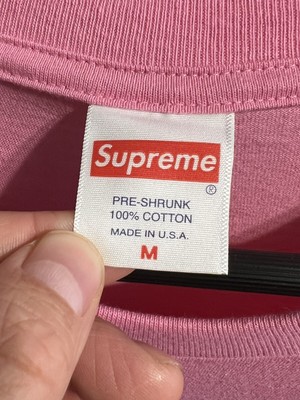 Supreme
®
PRE-SHRUNK
100% COTTON
MADE IN U.S.A.
M